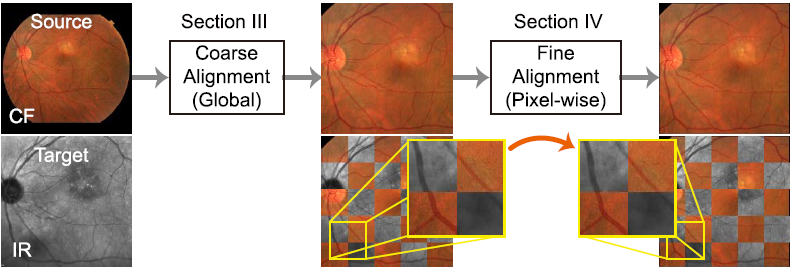 Source
CF
Section III
Coarse
Alignment
(Global)
Section IV
Fine
Alignment
(Pixel-wise)
Target
IR